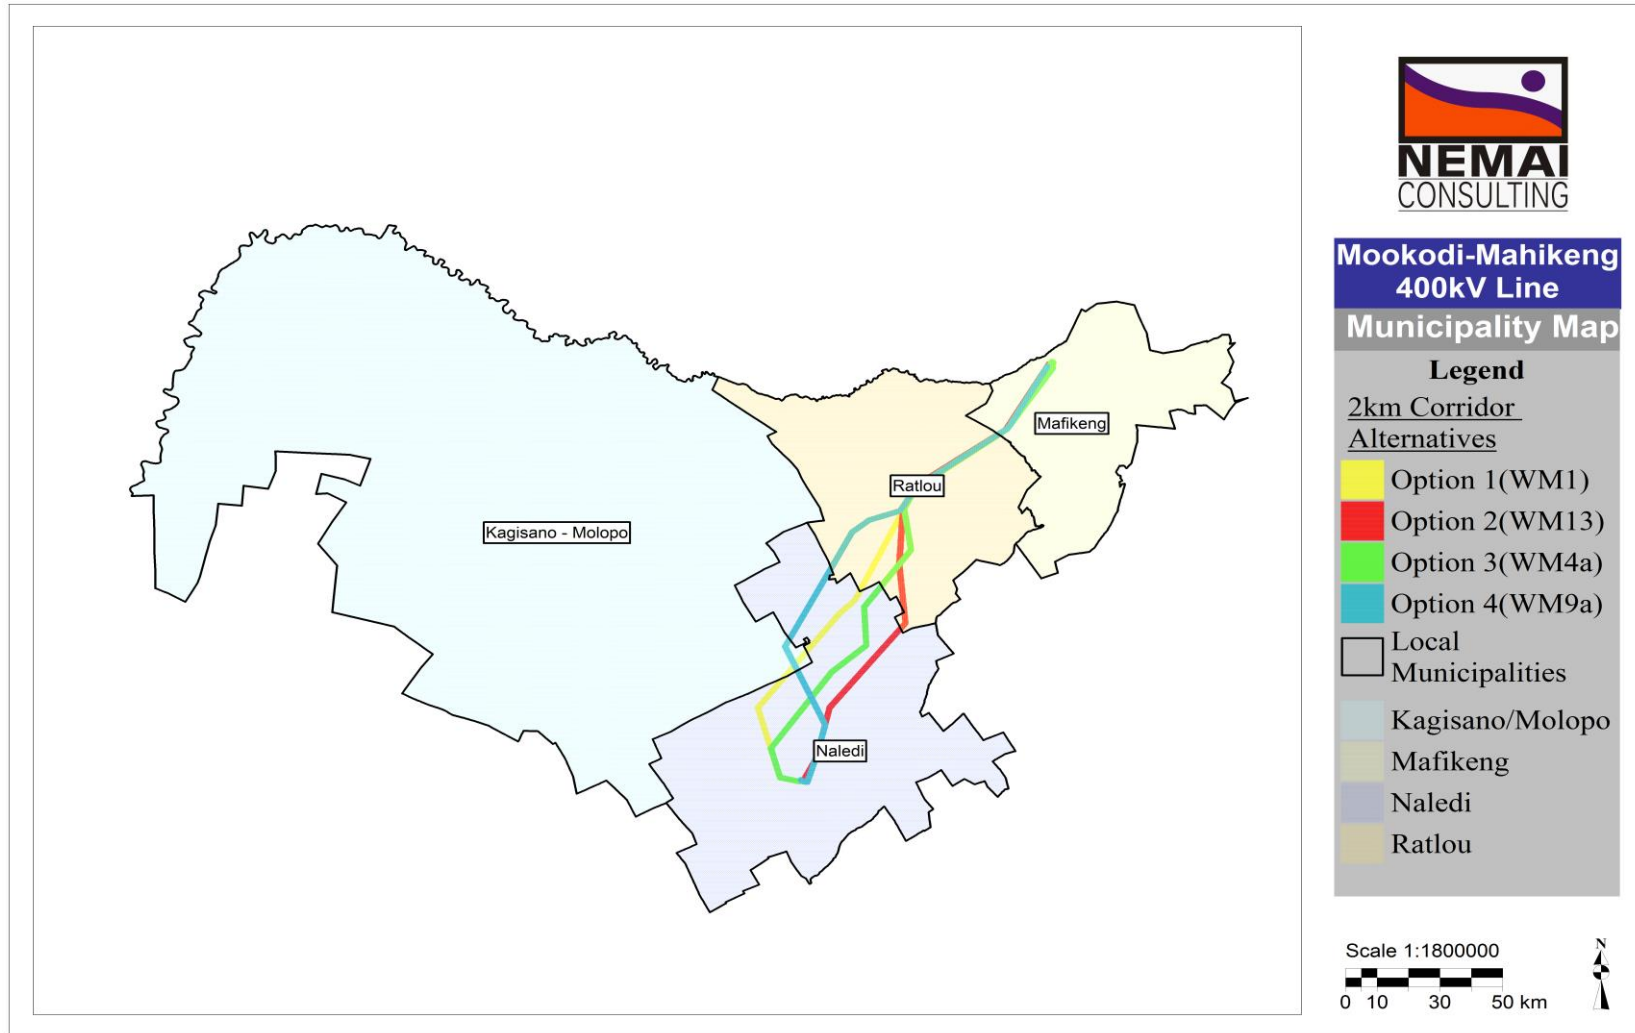 NEMAI
CONSULTING
Mookodi-Mahikeng
400kV Line
Municipality Map
Legend
2km Corridor
Alternatives
Option 1(WM1)
Option 2(WM13)
Option 3(WM4a)
Option 4(WM9a)
Local
Municipalities
Kagisano/Molopo
Mafikeng
Naledi
Ratlou
Mafikeng
Ratlou
Kagisano - Molopo
Naledi
Scale 1:1800000
N
0 10 30 50 km